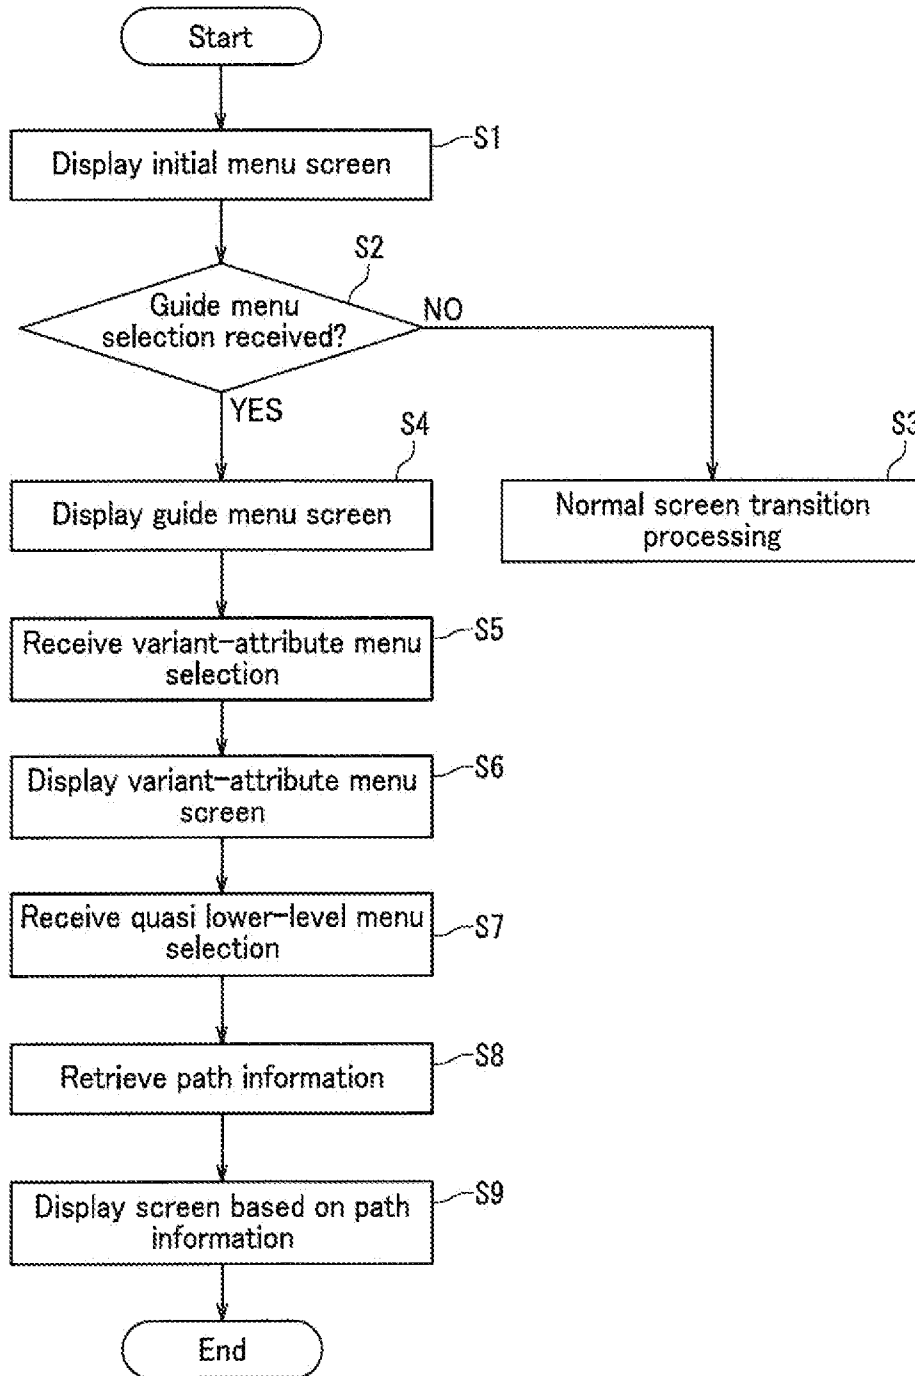 Start
S1
Display initial menu screen
S2
Guide menu
selection received?
NO
YES
S4
Display guide menu screen
S3
Normal screen transition
processing
S5
Receive variant-attribute menu
selection
S6
Display variant-attribute menu
screen
S7
Receive quasi lower-level menu
selection
S8
Retrieve path information
S9
Display screen based on path
information
End